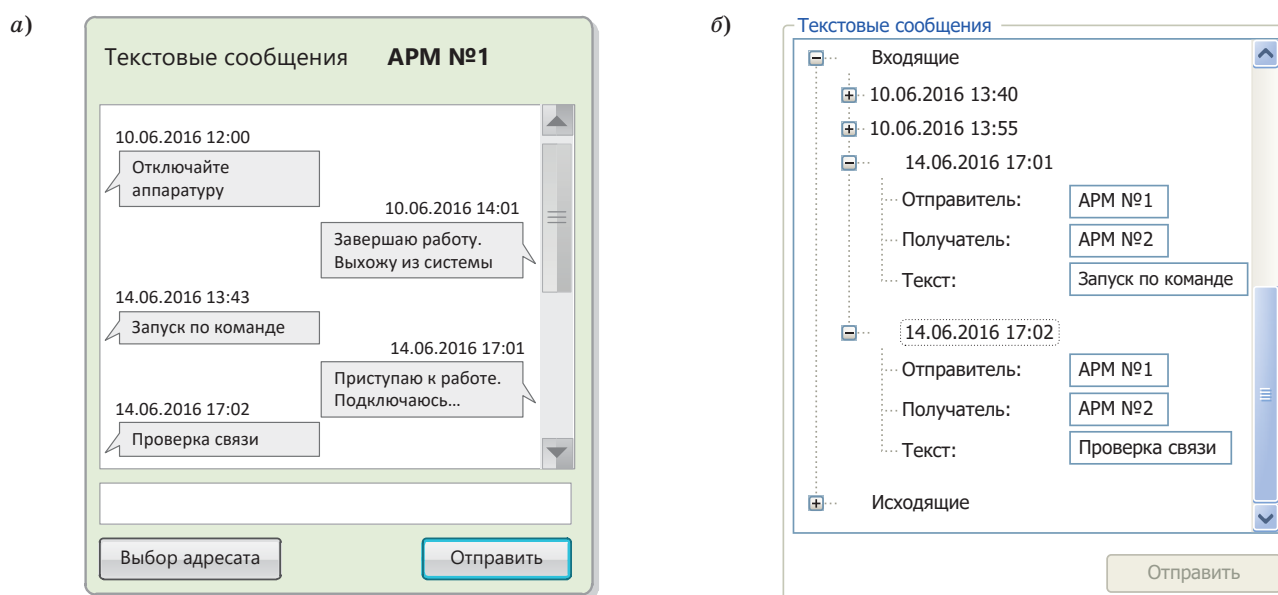 а)
Текстовые сообщения АРМ №1
10.06.2016 12:00
Отключайте
аппаратуру
10.06.2016 14:01
Завершаю работу.
Выхожу из системы
14.06.2016 13:43
Запуск по команде
14.06.2016 17:01
Приступаю к работе.
Подключаюсь...
14.06.2016 17:02
Проверка связи
Выбор адресата
Отправить
б)
Текстовые сообщения
Входящие
10.06.2016 13:40
10.06.2016 13:55
14.06.2016 17:01
Отправитель: АРМ №1
Получатель: АРМ №2
Текст: Запуск по команде
14.06.2016 17:02
Отправитель: АРМ №1
Получатель: АРМ №2
Текст: Проверка связи
Исходящие
Отправить